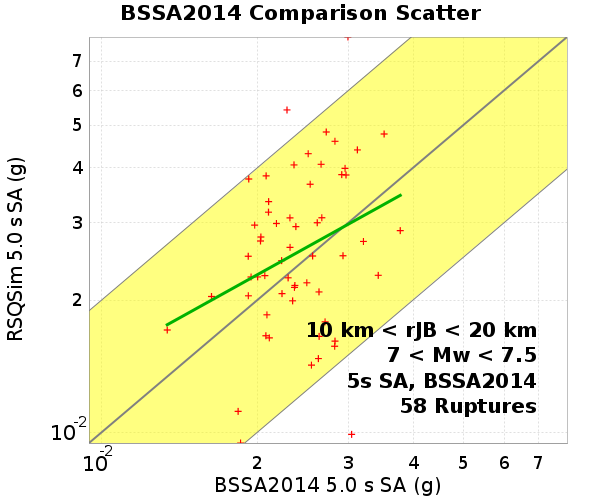 BSSA2014 Comparison Scatter
RSQSim 5.0 s SA (g)
7
6
5
4
3
2
10-2
10 km < rJB < 20 km
7 < Mw < 7.5
5s SA, BSSA2014
58 Ruptures
10-2 2 3 4 5 6 7
BSSA2014 5.0 s SA (g)